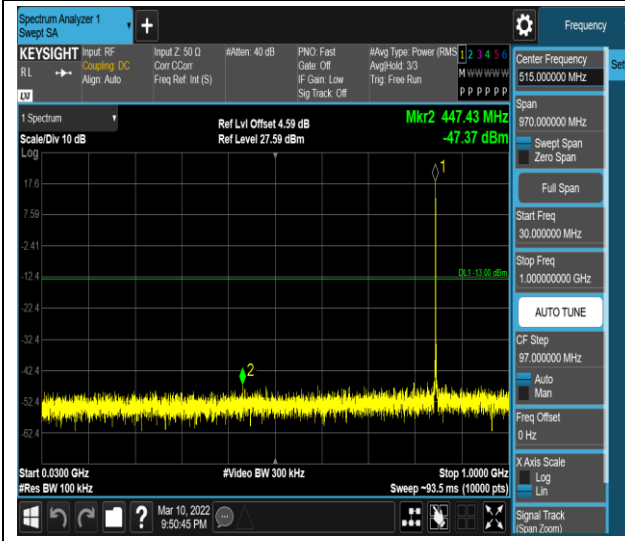 Spectrum Analyzer 1
Swept SA
Frequency
KEYSIGHT
RL
LXI
Input: RF
Coupling: DC
Align: Auto
Input Z: 50 Ω
Corr CCorr
Freq Ref: Int (S)
#Atten: 40 dB
PNO: Fast
Gate: Off
IF Gain: Low
Sig Track: Off
#Avg Type: Power (RMS
Avg|Hold: 3/3
Trig: Free Run
1 2 3 4 5 6
M W W W W W
P P P P P P
1 Spectrum
Scale/Div 10 dB
Ref Lvl Offset 4.59 dB
Ref Level 27.59 dBm
Mkr2 447.43 MHz
-47.37 dBm
Log
1
17.6
7.59
-2.41
-12.4
DL1 -13.00 dBm
-22.4
-32.4
-42.4
2
-52.4
-62.4
Start 0.0300 GHz
#Res BW 100 kHz
#Video BW 300 kHz
Stop 1.0000 GHz
Sweep ~93.5 ms (10000 pts)
Center Frequency
515.000000 MHz
Set
Span
970.000000 MHz
Swept Span
Zero Span
Full Span
Start Freq
30.000000 MHz
Stop Freq
1.000000000 GHz
AUTO TUNE
CF Step
97.000000 MHz
Auto
Man
Freq Offset
0 Hz
X Axis Scale
Log
Lin
Signal Track
(Span Zoom)
?
Mar 10, 2022
9:50:45 PM